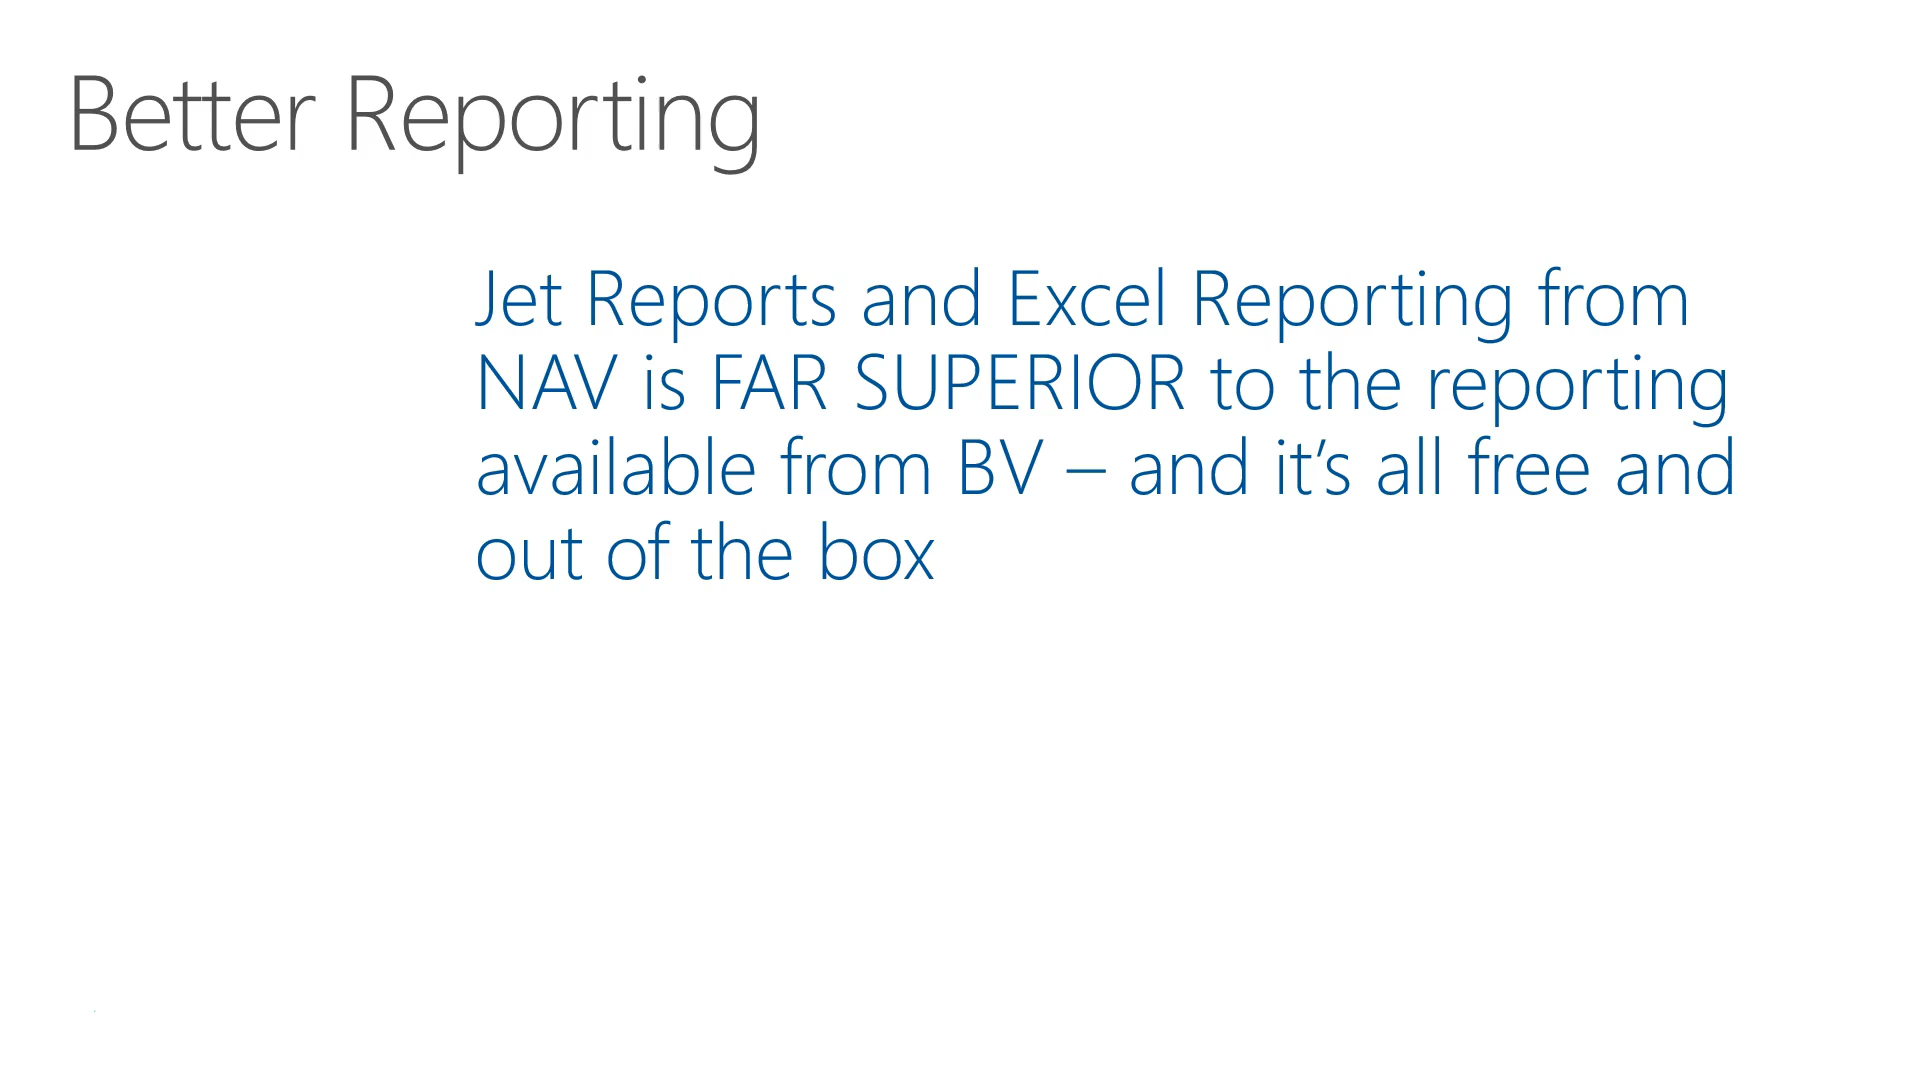 Better Reporting
Jet Reports and Excel Reporting from
NAV is FAR SUPERIOR to the reporting
available from BV – and it’s all free and
out of the box